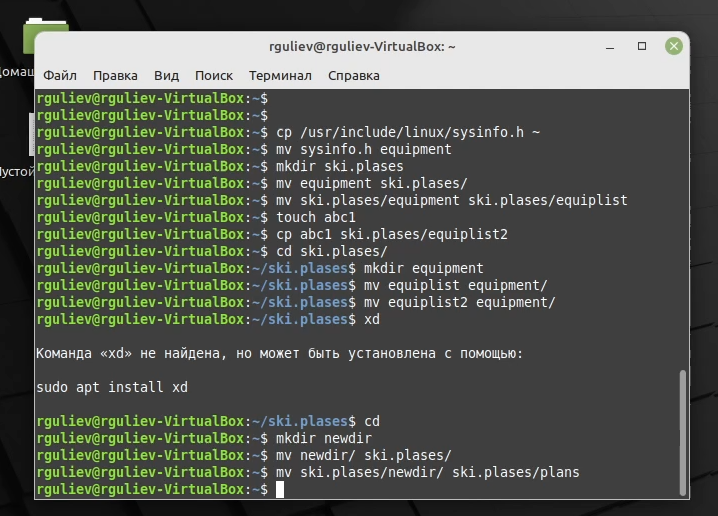 rguliev@rguliev-VirtualBox: ~
Файл Правка Вид Поиск Терминал Справка
rguliev@rguliev-VirtualBox:~$
rguliev@rguliev-VirtualBox:~$
rguliev@rguliev-VirtualBox:~$ cp /usr/include/linux/sysinfo.h ~
rguliev@rguliev-VirtualBox:~$ mv sysinfo.h equipment
rguliev@rguliev-VirtualBox:~$ mkdir ski.plases
rguliev@rguliev-VirtualBox:~$ mv equipment ski.plases/
rguliev@rguliev-VirtualBox:~$ mv ski.plases/equipment ski.plases/equiplist
rguliev@rguliev-VirtualBox:~$ touch abc1
rguliev@rguliev-VirtualBox:~$ cp abc1 ski.plases/equiplist2
rguliev@rguliev-VirtualBox:~$ cd ski.plases/
rguliev@rguliev-VirtualBox:~/ski.plases$ mkdir equipment
rguliev@rguliev-VirtualBox:~/ski.plases$ mv equiplist equipment/
rguliev@rguliev-VirtualBox:~/ski.plases$ mv equiplist2 equipment/
rguliev@rguliev-VirtualBox:~/ski.plases$ xd
Команда «xd» не найдена, но может быть установлена с помощью:
sudo apt install xd
rguliev@rguliev-VirtualBox:~/ski.plases$ cd
rguliev@rguliev-VirtualBox:~$ mkdir newdir
rguliev@rguliev-VirtualBox:~$ mv newdir/ ski.plases/
rguliev@rguliev-VirtualBox:~$ mv ski.plases/newdir/ ski.plases/plans
rguliev@rguliev-VirtualBox:~$